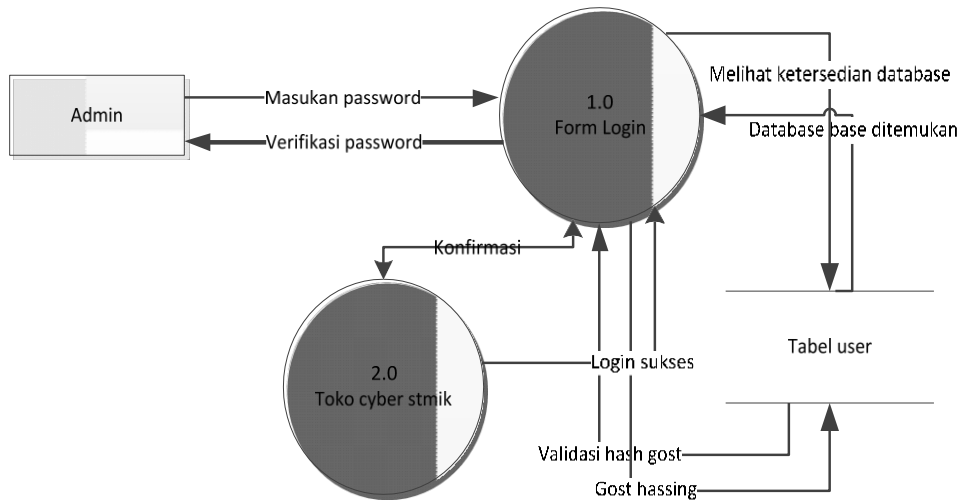 Admin
Masukan password
Verifikasi password
1.0
Form Login
Melihat ketersedian database
Database base ditemukan
Konfirmasi
2.0
Toko cyber stmik
Login sukses
Tabel user
Validasi hash gost
Gost hassing